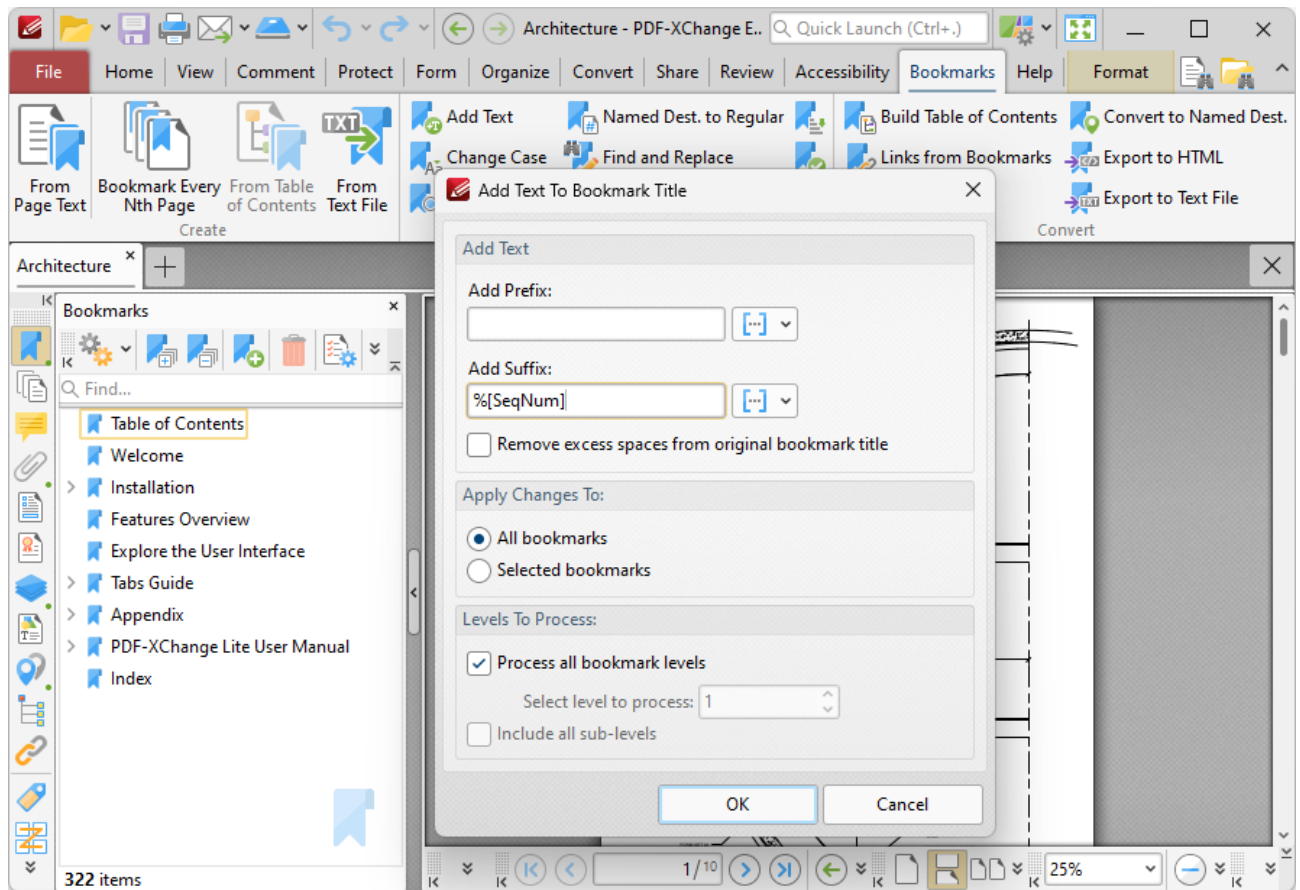 Architecture - PDF-XChange E.. Quick Launch (Ctrl+.)
File Home View Comment Protect Form Organize Convert Share Review Accessibility Bookmarks Help Format
From Page Text
Bookmark Every Nth Page
From Table of Contents
From Text File
TXT
Create
Add Text
Named Dest. to Regular
Change Case
Find and Replace
Build Table of Contents
Convert to Named Dest.
Links from Bookmarks
Export to HTML
Export to Text File
Convert
Architecture
Bookmarks
Find...
Table of Contents
Welcome
Installation
Features Overview
Explore the User Interface
Tabs Guide
Appendix
PDF-XChange Lite User Manual
Index
322 items
Add Text To Bookmark Title
Add Text
Add Prefix:
Add Suffix:
%[SeqNum]
Remove excess spaces from original bookmark title
Apply Changes To:
All bookmarks
Selected bookmarks
Levels To Process:
Process all bookmark levels
Select level to process: 1
Include all sub-levels
OK Cancel
1/10
25%